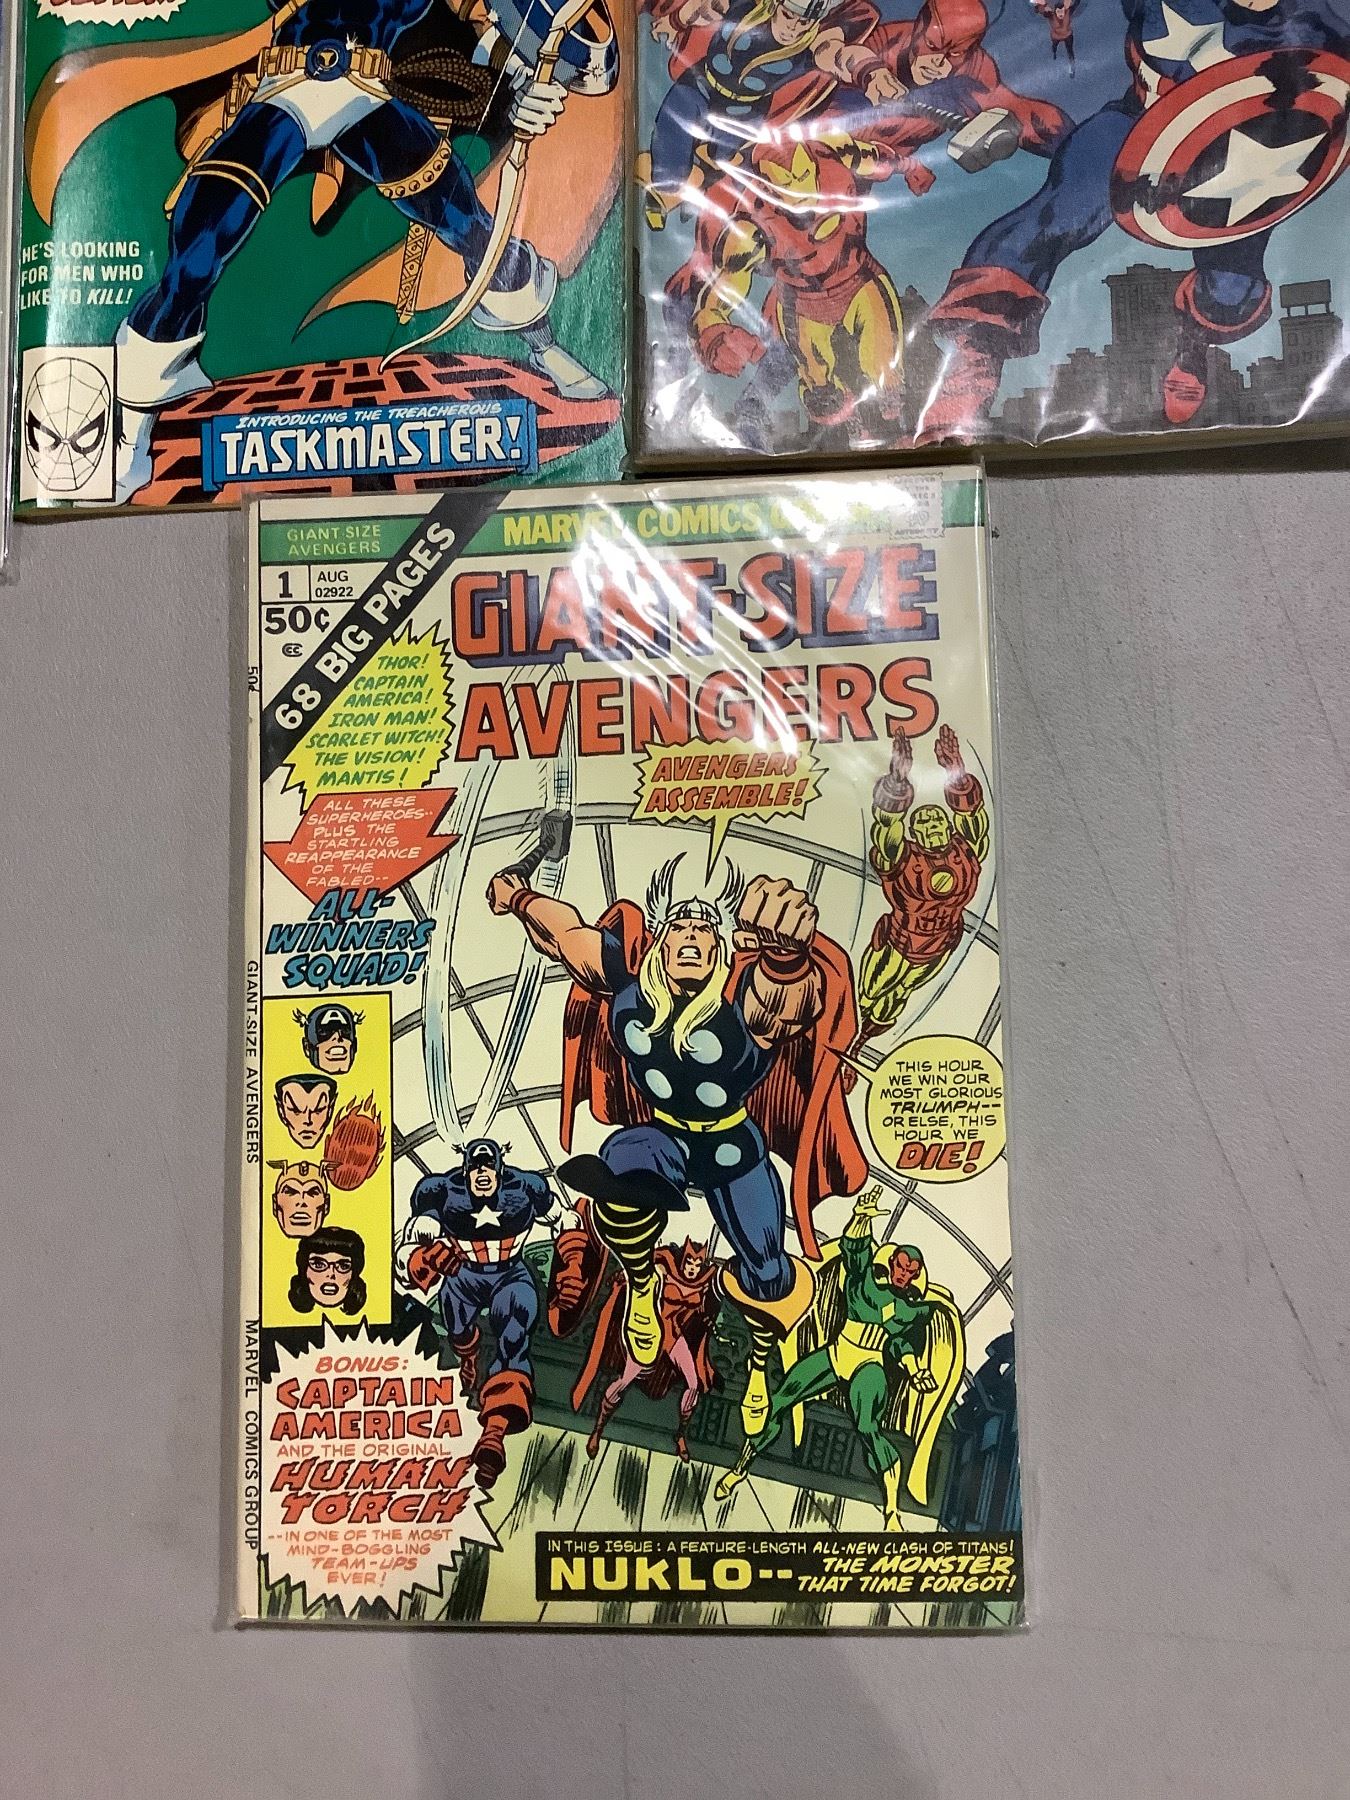 HE'S LOOKING
FOR MEN WHO
LIKE TO KILL!
INTRODUCING THE TREACHEROUS
TASKMASTER!
GIANT-SIZE
AVENGERS
MARVEL COMICS
1
AUG
02922
50¢
CC
68 BIG PAGES
GIANT-SIZE
AVENGERS
THOR!
CAPTAIN
AMERICA!
IRON MAN!
SCARLET WITCH!
THE VISION!
MANTIS!
ALL THESE
SUPERHEROES--
PLUS THE
STARTLING
REAPPEARANCE
OF THE
FABLED--
ALL-
WINNERS
SQUAD!
AVENGERS
ASSEMBLE!
THIS HOUR
WE WIN OUR
MOST GLORIOUS
TRIUMPH--
OR ELSE, THIS
HOUR WE
DIE!
A
50¢
GIANT-SIZE AVENGERS
MARVEL COMICS GROUP
BONUS:
CAPTAIN
AMERICA
AND THE ORIGINAL
HUMAN
TORCH
--IN ONE OF THE MOST
MIND-BOGGLING
TEAM-UPS
EVER!
IN THIS ISSUE: A FEATURE-LENGTH ALL-NEW CLASH OF TITANS!
NUKLO--THE MONSTER
THAT TIME FORGOT!